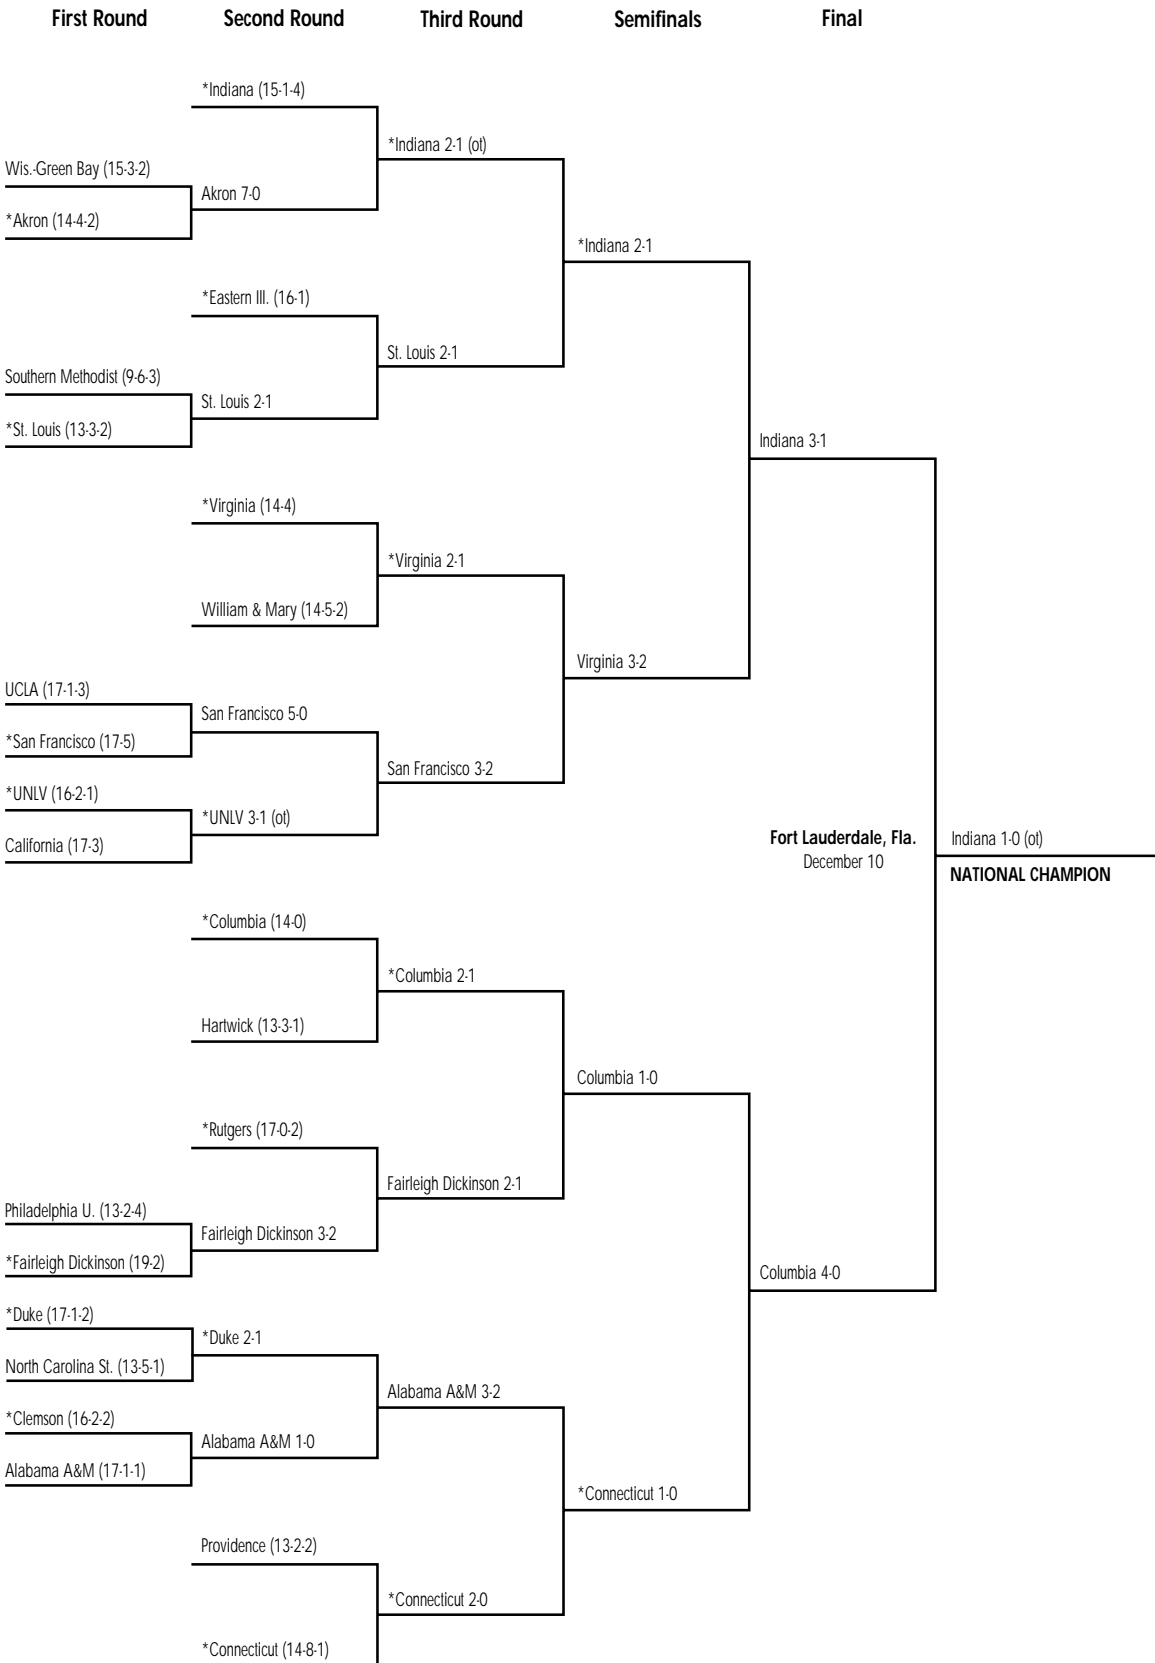 First Round Second Round Third Round Semifinals Final
*Indiana (15-1-4)
*Indiana 2-1 (ot)
Wis.-Green Bay (15-3-2)
Akron 7-0
*Akron (14-4-2)
*Indiana 2-1
*Eastern Ill. (16-1)
St. Louis 2-1
Southern Methodist (9-6-3)
St. Louis 2-1
*St. Louis (13-3-2)
Indiana 3-1
*Virginia (14-4)
*Virginia 2-1
William & Mary (14-5-2)
Virginia 3-2
UCLA (17-1-3)
San Francisco 5-0
*San Francisco (17-5)
San Francisco 3-2
*UNLV (16-2-1)
*UNLV 3-1 (ot)
California (17-3)
Fort Lauderdale, Fla.
December 10
Indiana 1-0 (ot)
NATIONAL CHAMPION
*Columbia (14-0)
*Columbia 2-1
Hartwick (13-3-1)
Columbia 1-0
*Rutgers (17-0-2)
Fairleigh Dickinson 2-1
Philadelphia U. (13-2-4)
Fairleigh Dickinson 3-2
*Fairleigh Dickinson (19-2)
Columbia 4-0
*Duke (17-1-2)
*Duke 2-1
North Carolina St. (13-5-1)
Alabama A&M 3-2
*Clemson (16-2-2)
Alabama A&M 1-0
Alabama A&M (17-1-1)
*Connecticut 1-0
Providence (13-2-2)
*Connecticut 2-0
*Connecticut (14-8-1)